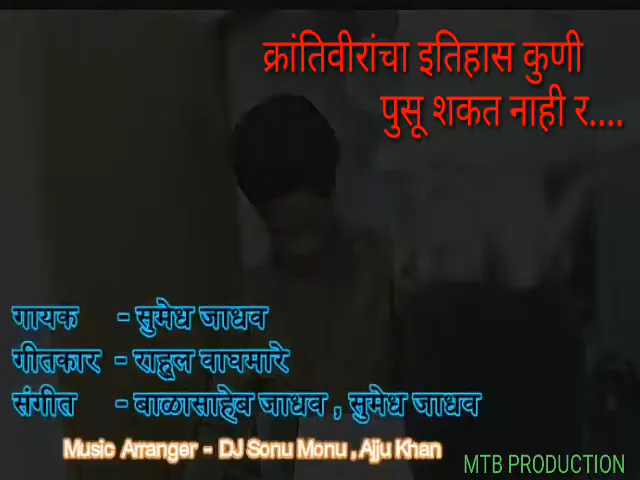 क्रांतिवीरांचा इतिहास कुणी
पुसू शकत नाही र....
गायक - सुमेध जाधव
गीतकार - राहूल वाघमारे
संगीत - बाळासाहेब जाधव , सुमेध जाधव
Music Arranger - DJ Sonu Monu , Ajju Khan
MTB PRODUCTION